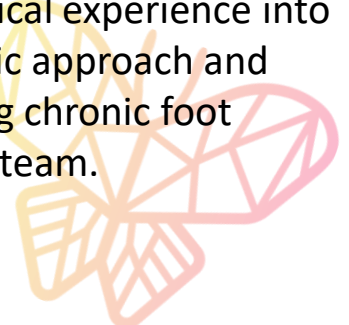 ical experience into
ic approach and
g chronic foot
team.